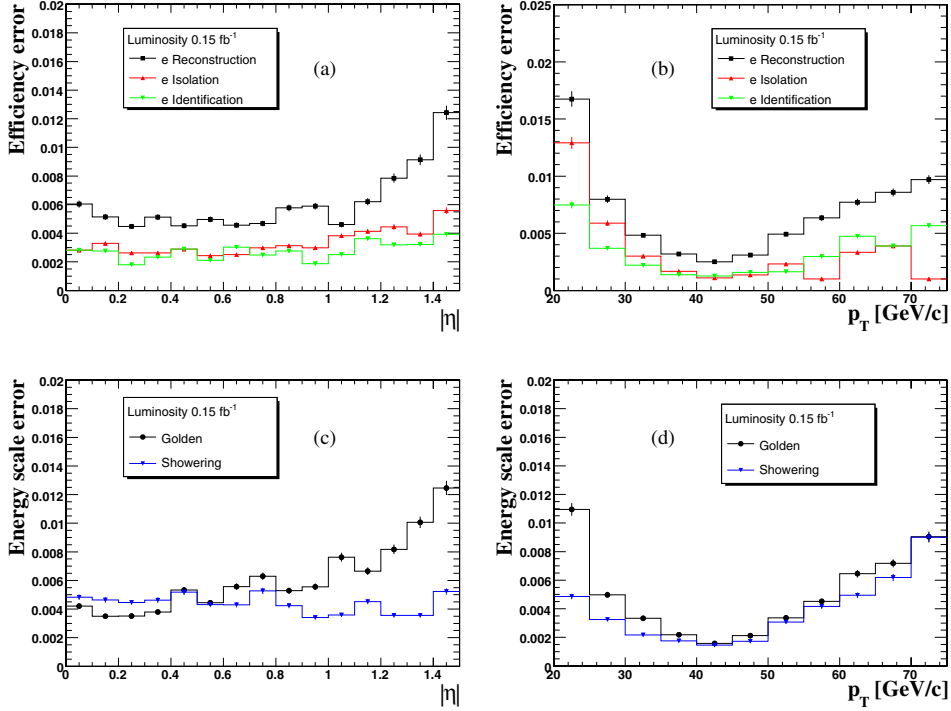 Efficiency error
0.02
0.018
0.016
0.014
0.012
0.01
0.008
0.006
0.004
0.002
0
Luminosity 0.15 fb-1
e Reconstruction
e Isolation
e Identification
(a)
0 0.2 0.4 0.6 0.8 1 1.2 1.4
|η|
Efficiency error
0.025
0.02
0.015
0.01
0.005
0
(b)
Luminosity 0.15 fb-1
e Reconstruction
e Isolation
e Identification
20 30 40 50 60 70
p_T [GeV/c]
Energy scale error
0.02
0.018
0.016
0.014
0.012
0.01
0.008
0.006
0.004
0.002
0
Luminosity 0.15 fb-1
Golden
Showering
(c)
0 0.2 0.4 0.6 0.8 1 1.2 1.4
|η|
Energy scale error
0.02
0.018
0.016
0.014
0.012
0.01
0.008
0.006
0.004
0.002
0
(d)
Luminosity 0.15 fb-1
Golden
Showering
20 30 40 50 60 70
p_T [GeV/c]